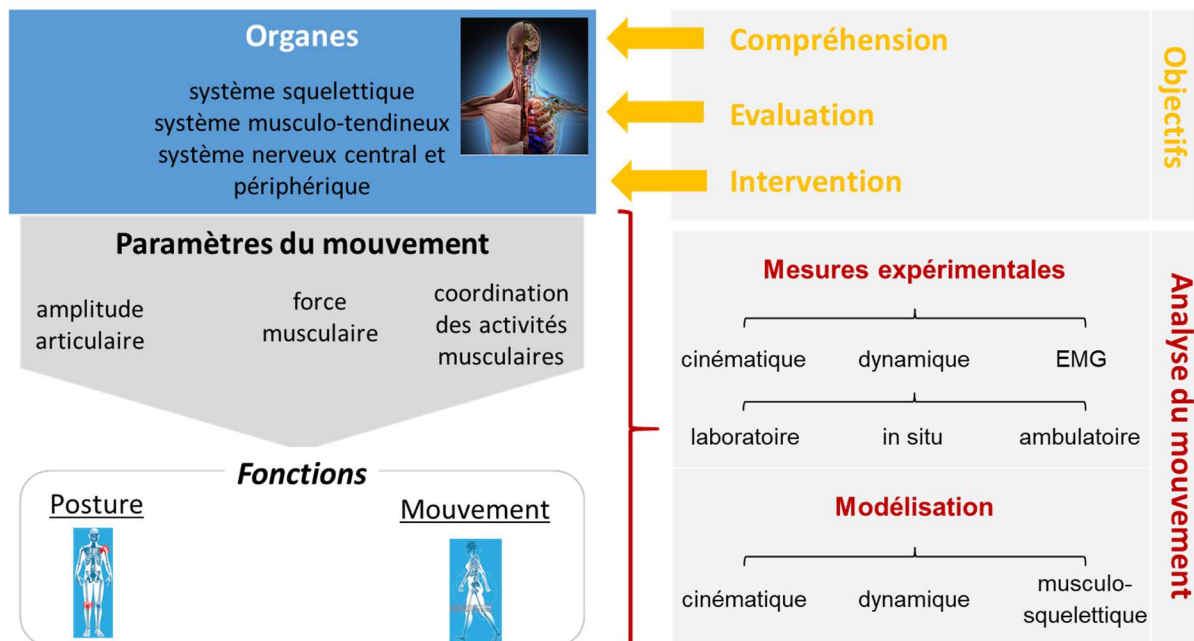 Organes
système squelettique
système musculo-tendineux
système nerveux central et
périphérique
Compréhension
Evaluation
Intervention
Objectifs
Paramètres du mouvement
amplitude
articulaire
force
musculaire
coordination
des activités
musculaires
Fonctions
Posture
Mouvement
Mesures expérimentales
cinématique
dynamique
EMG
laboratoire
in situ
ambulatoire
Modélisation
cinématique
dynamique
musculo-
squelettique
Analyse du mouvement